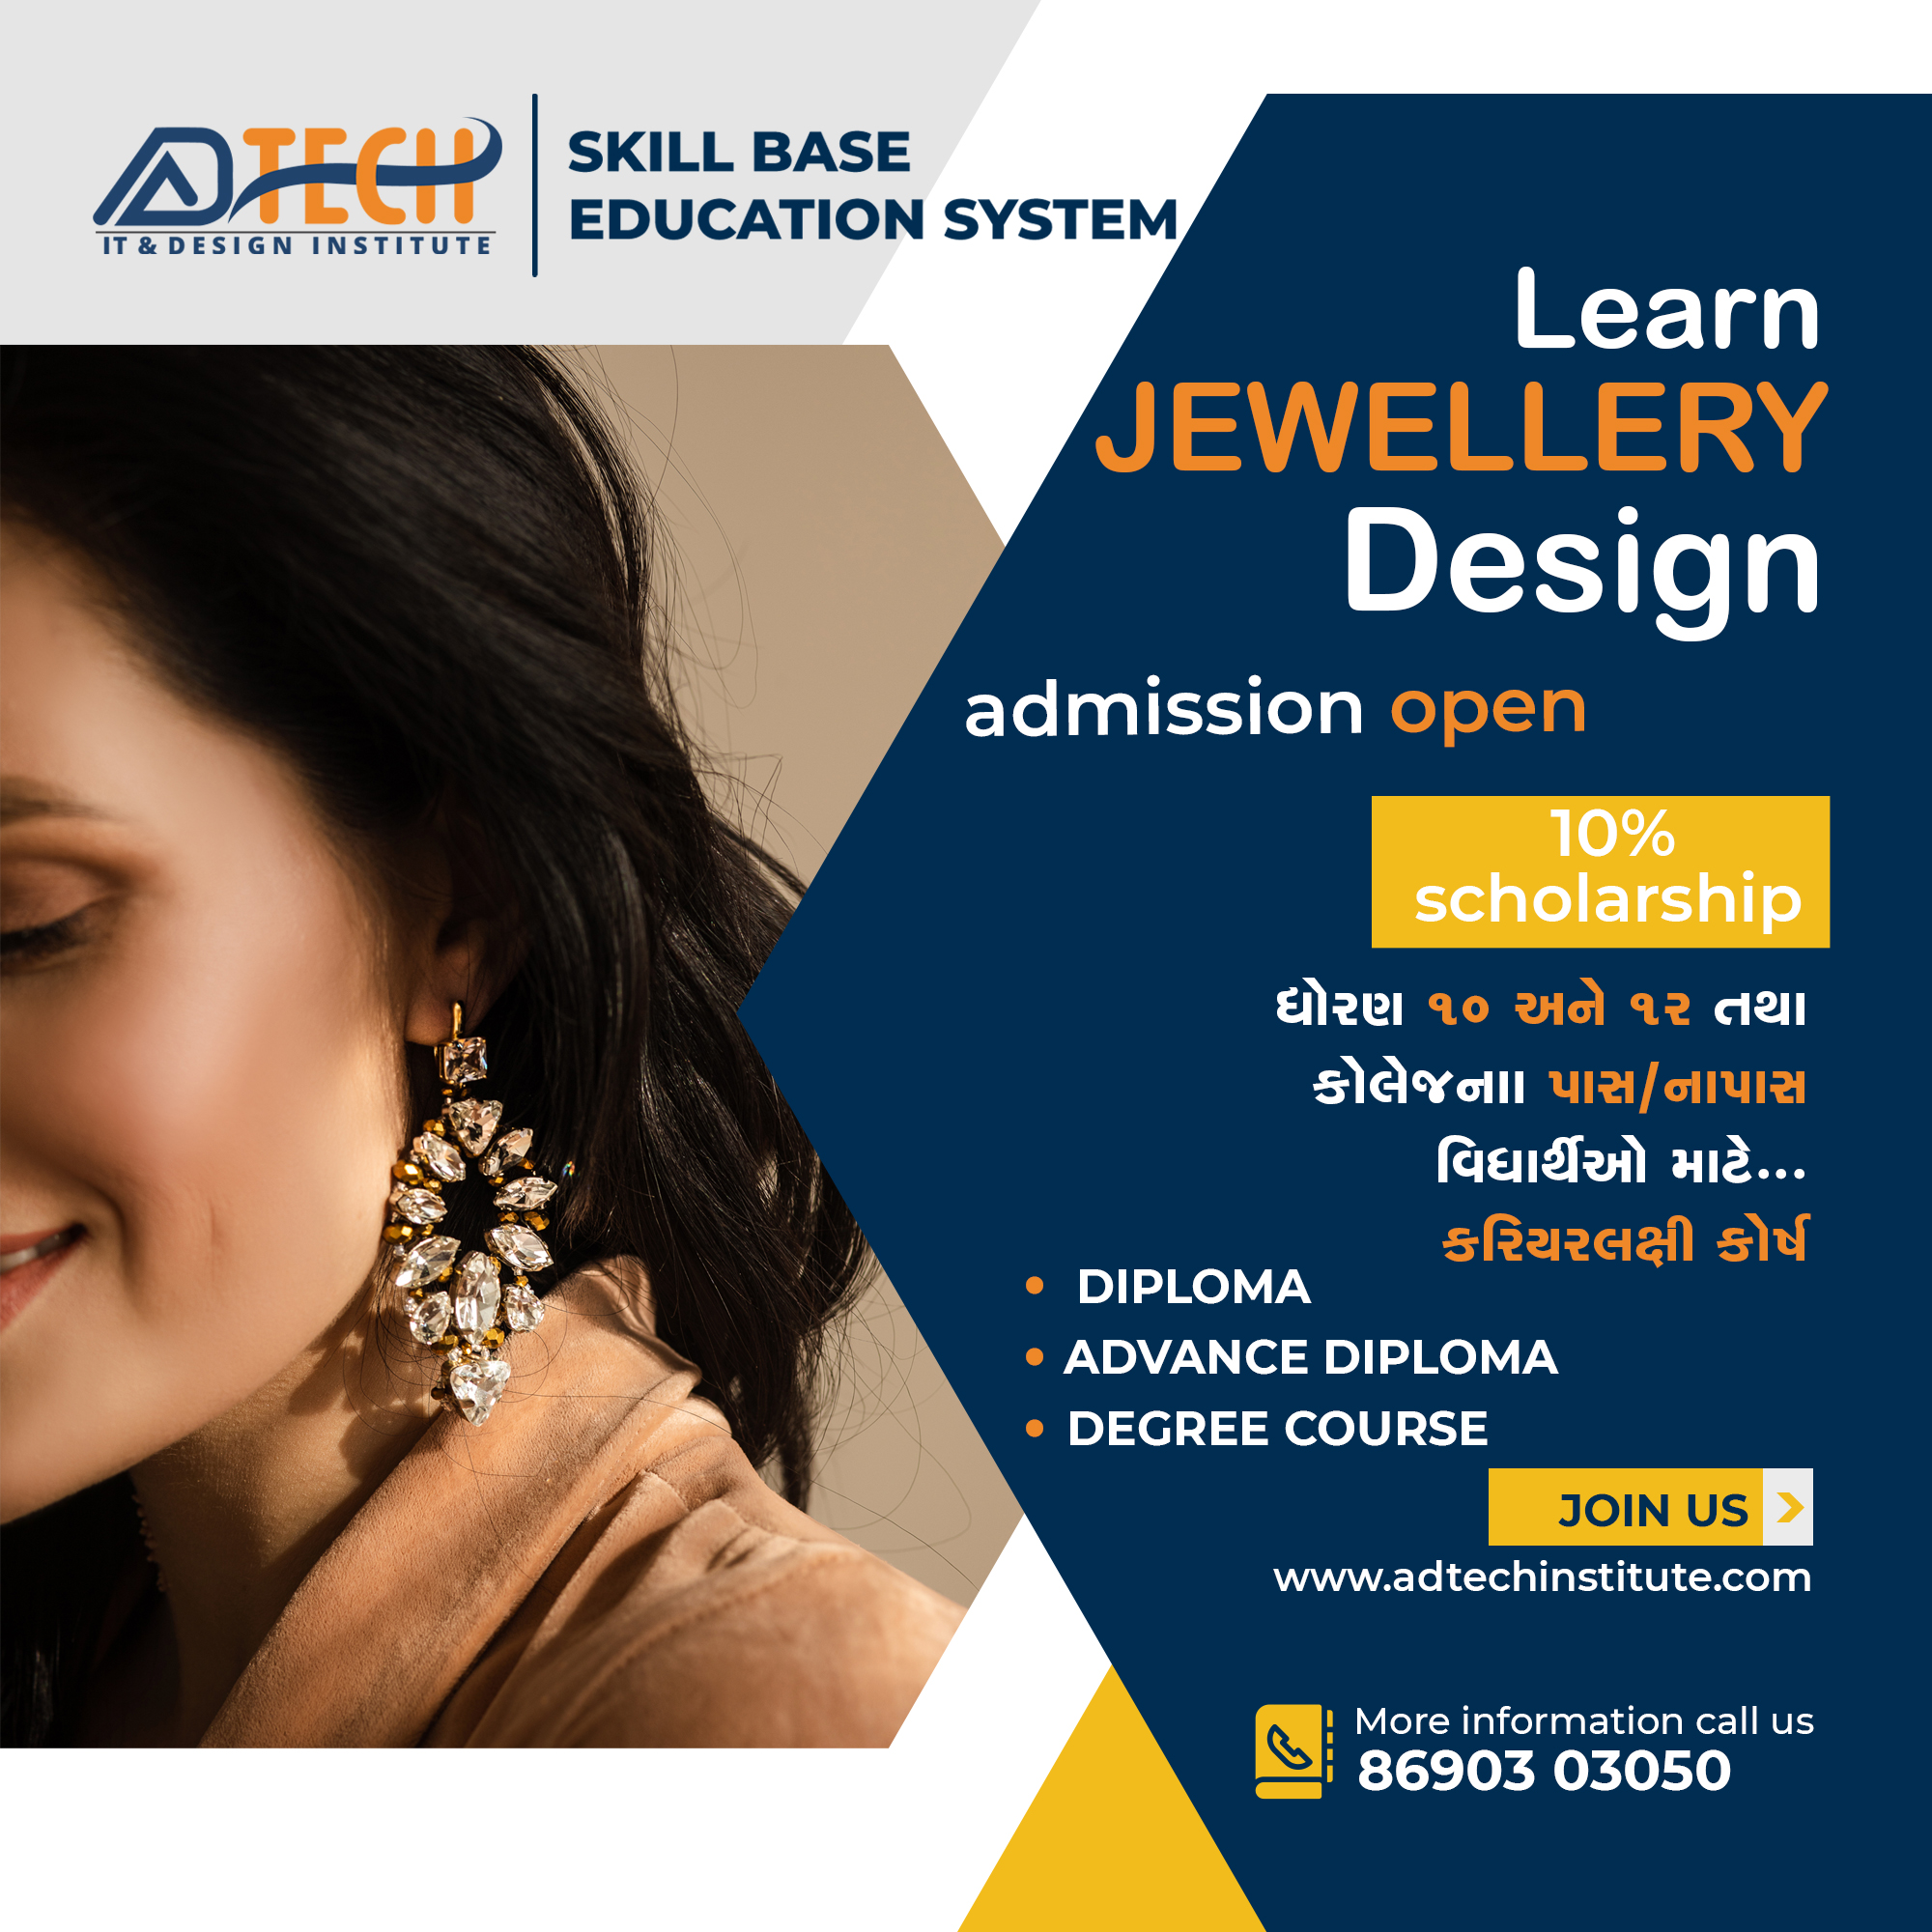 ADTECH
IT & DESIGN INSTITUTE
SKILL BASE
EDUCATION SYSTEM
Learn
JEWELLERY
Design
admission open
10%
scholarship
ધોરણ ૧૦ અને ૧૨ તથા
કોલેજનાા પાસ/નાપાસ
વિધાર્થીઓ માટે...
કરિયરલક્ષી કોર્ષ
• DIPLOMA
• ADVANCE DIPLOMA
• DEGREE COURSE
JOIN US >
www.adtechinstitute.com
More information call us
86903 03050